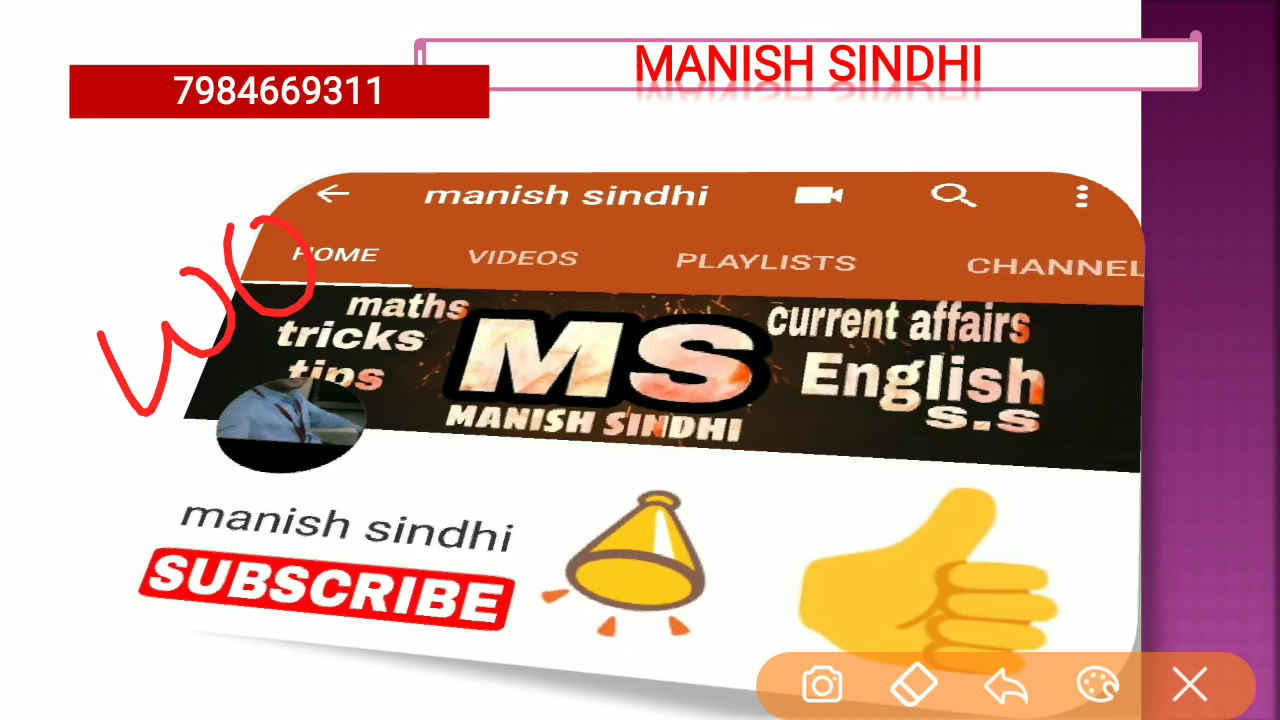 MANISH SINDHI
7984669311
manish sindhi
HOME VIDEOS PLAYLISTS CHANNEL
maths
tricks
tips
MS
MANISH SINDHI
current affairs
English
s.s
manish sindhi
SUBSCRIBE